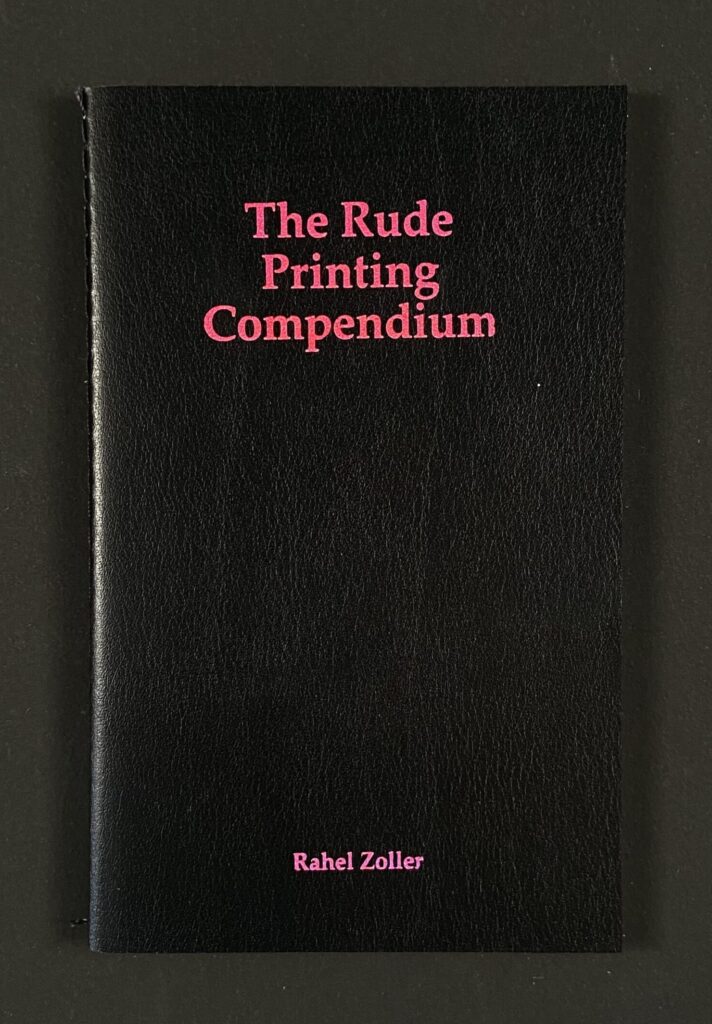 The Rude
Printing
Compendium
Rahel Zoller